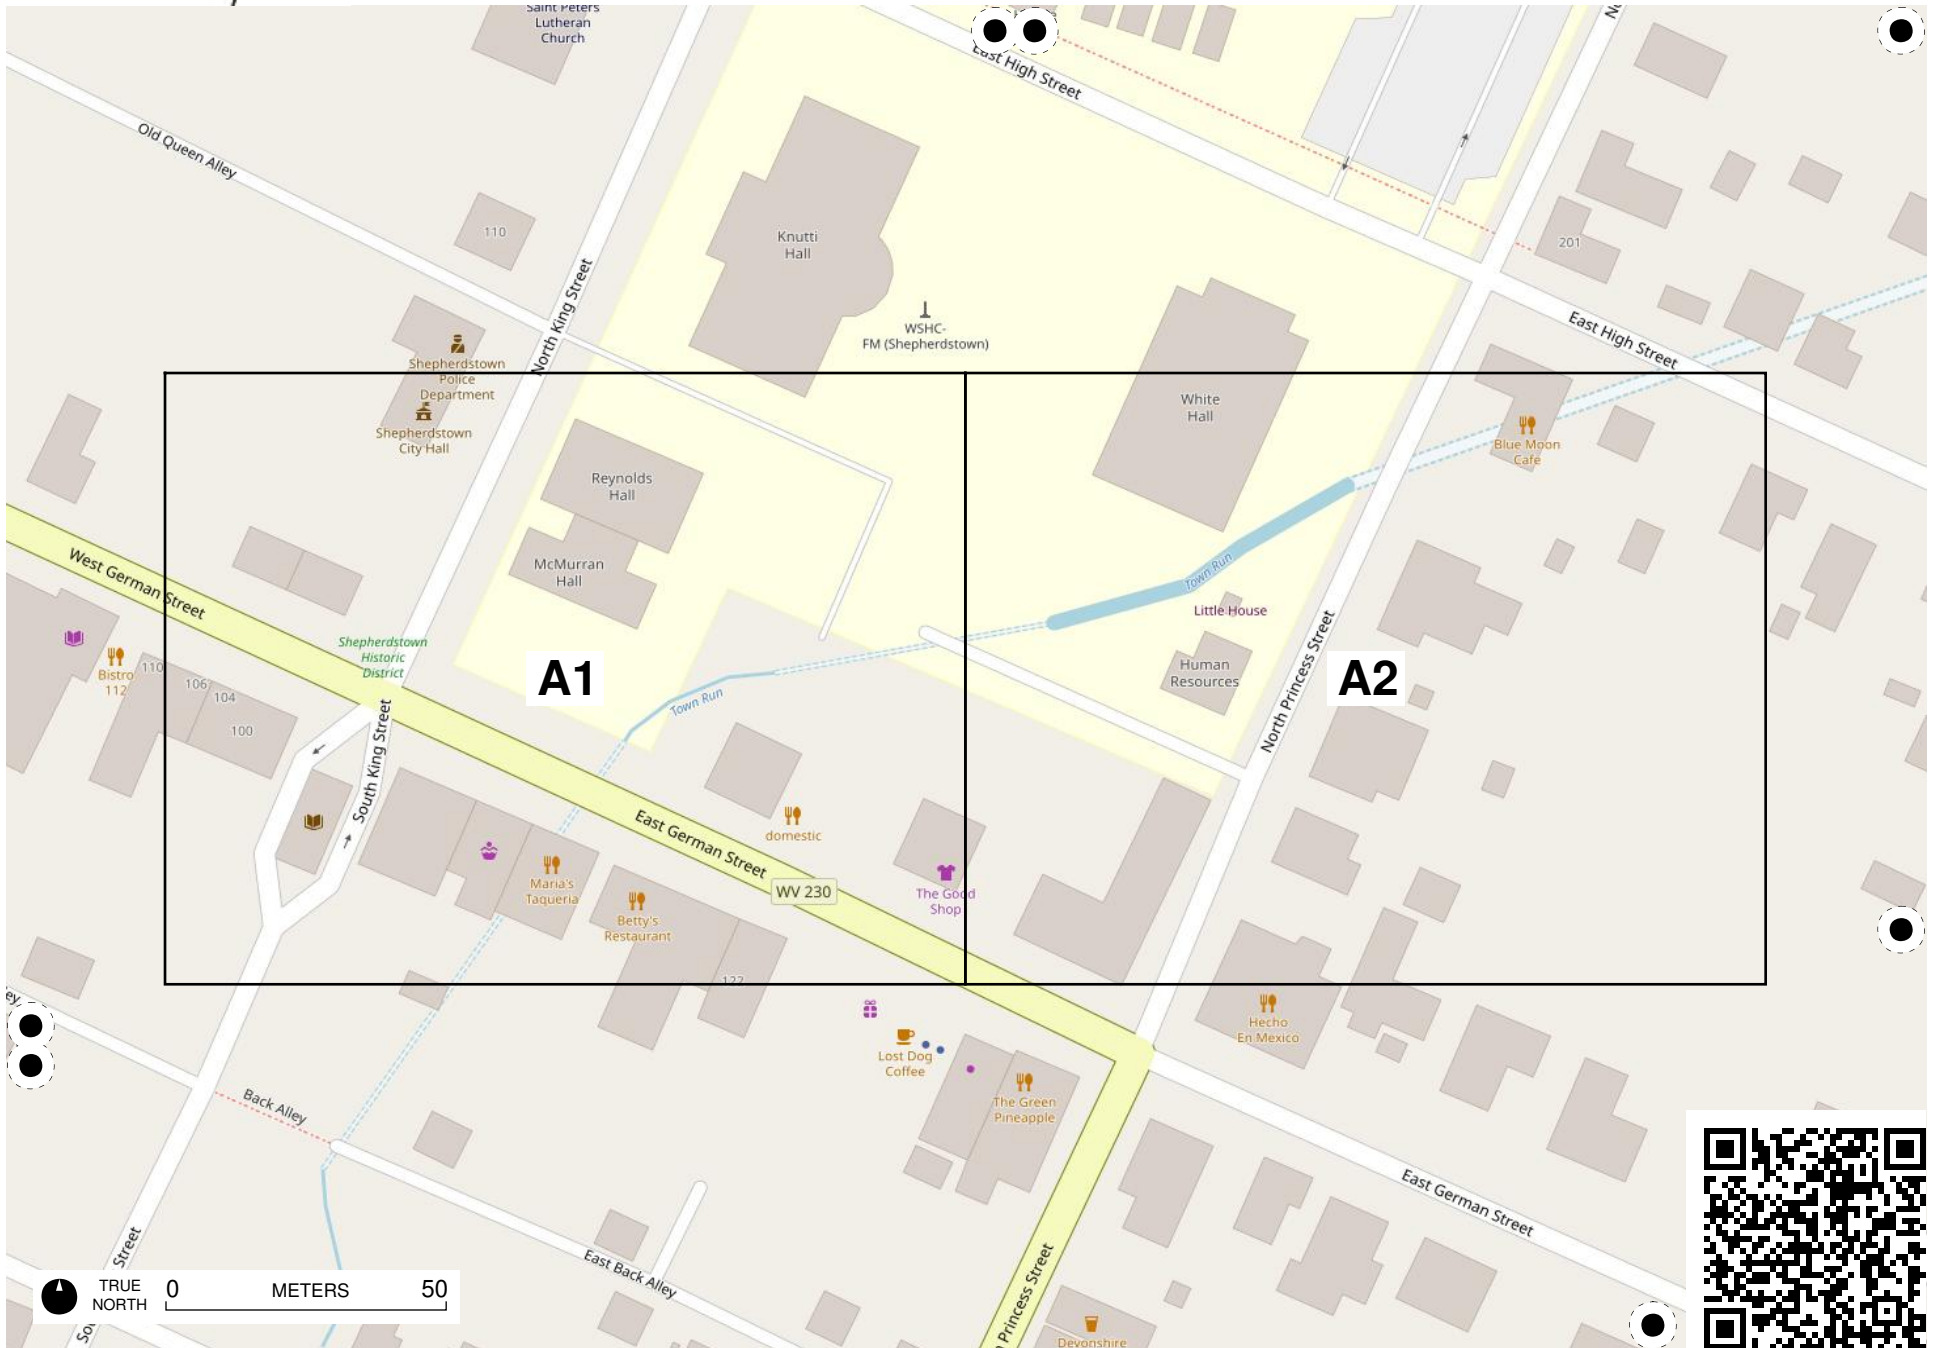 Saint Peters
Lutheran
Church
East High Street
Old Queen Alley
110
North King Street
Knutti
Hall
201
WSHC-
FM (Shepherdstown)
East High Street
Shepherdstown
Police
Department
Shepherdstown
City Hall
White
Hall
Blue Moon
Cafe
Reynolds
Hall
McMurran
Hall
West German Street
Town Run
Little House
Shepherdstown
Historic
District
Bistro
112
110
106
104
100
A1
Town Run
Human
Resources
A2
North Princess Street
South King Street
East German Street
domestic
WV 230
Maria's
Taqueria
The Good
Shop
Betty's
Restaurant
122
Hecho
En Mexico
Lost Dog
Coffee
The Green
Pineapple
Back Alley
East German Street
East Back Alley
Street
Princess Street
TRUE
NORTH
0
METERS
50
Devonshire